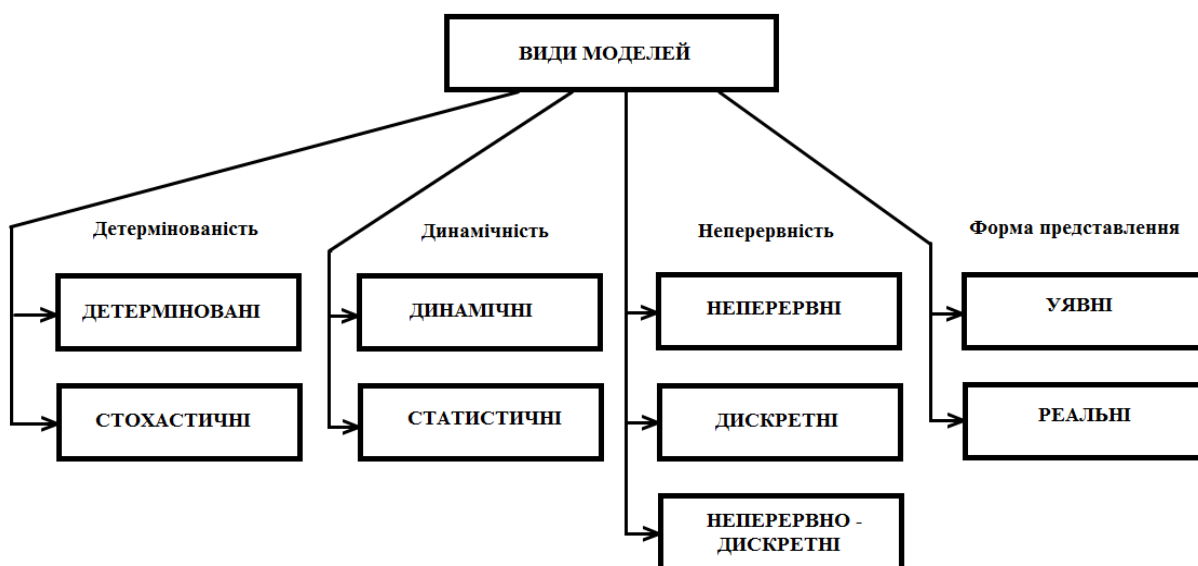 ВИДИ МОДЕЛЕЙ
Детермінованість
Динамічність
Неперервність
Форма представлення
ДЕТЕРМІНОВАНІ
ДИНАМІЧНІ
НЕПЕРЕРВНІ
УЯВНІ
СТОХАСТИЧНІ
СТАТИСТИЧНІ
ДИСКРЕТНІ
РЕАЛЬНІ
НЕПЕРЕРВНО -
ДИСКРЕТНІ